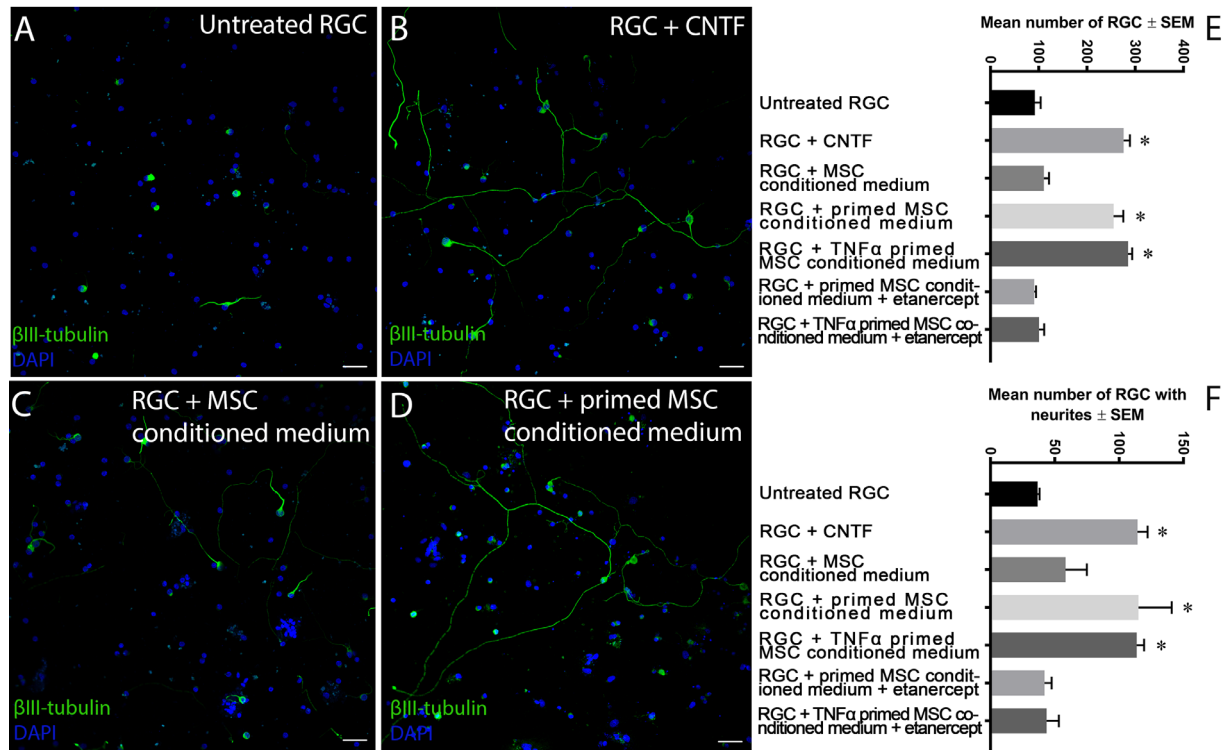 A
Untreated RGC
βIII-tubulin
DAPI
B
RGC + CNTF
βIII-tubulin
DAPI
C
RGC + MSC
conditioned medium
βIII-tubulin
DAPI
D
RGC + primed MSC
conditioned medium
βIII-tubulin
DAPI
E
Mean number of RGC ± SEM
0
100
200
300
400
Untreated RGC
RGC + CNTF
*
RGC + MSC
conditioned medium
RGC + primed MSC
conditioned medium
*
RGC + TNFα primed
MSC conditioned medium
*
RGC + primed MSC condit-
ioned medium + etanercept
RGC + TNFα primed MSC co-
nditioned medium + etanercept
F
Mean number of RGC with
neurites ± SEM
0
50
100
150
Untreated RGC
RGC + CNTF
*
RGC + MSC
conditioned medium
RGC + primed MSC
conditioned medium
*
RGC + TNFα primed
MSC conditioned medium
*
RGC + primed MSC condit-
ioned medium + etanercept
RGC + TNFα primed MSC co-
nditioned medium + etanercept